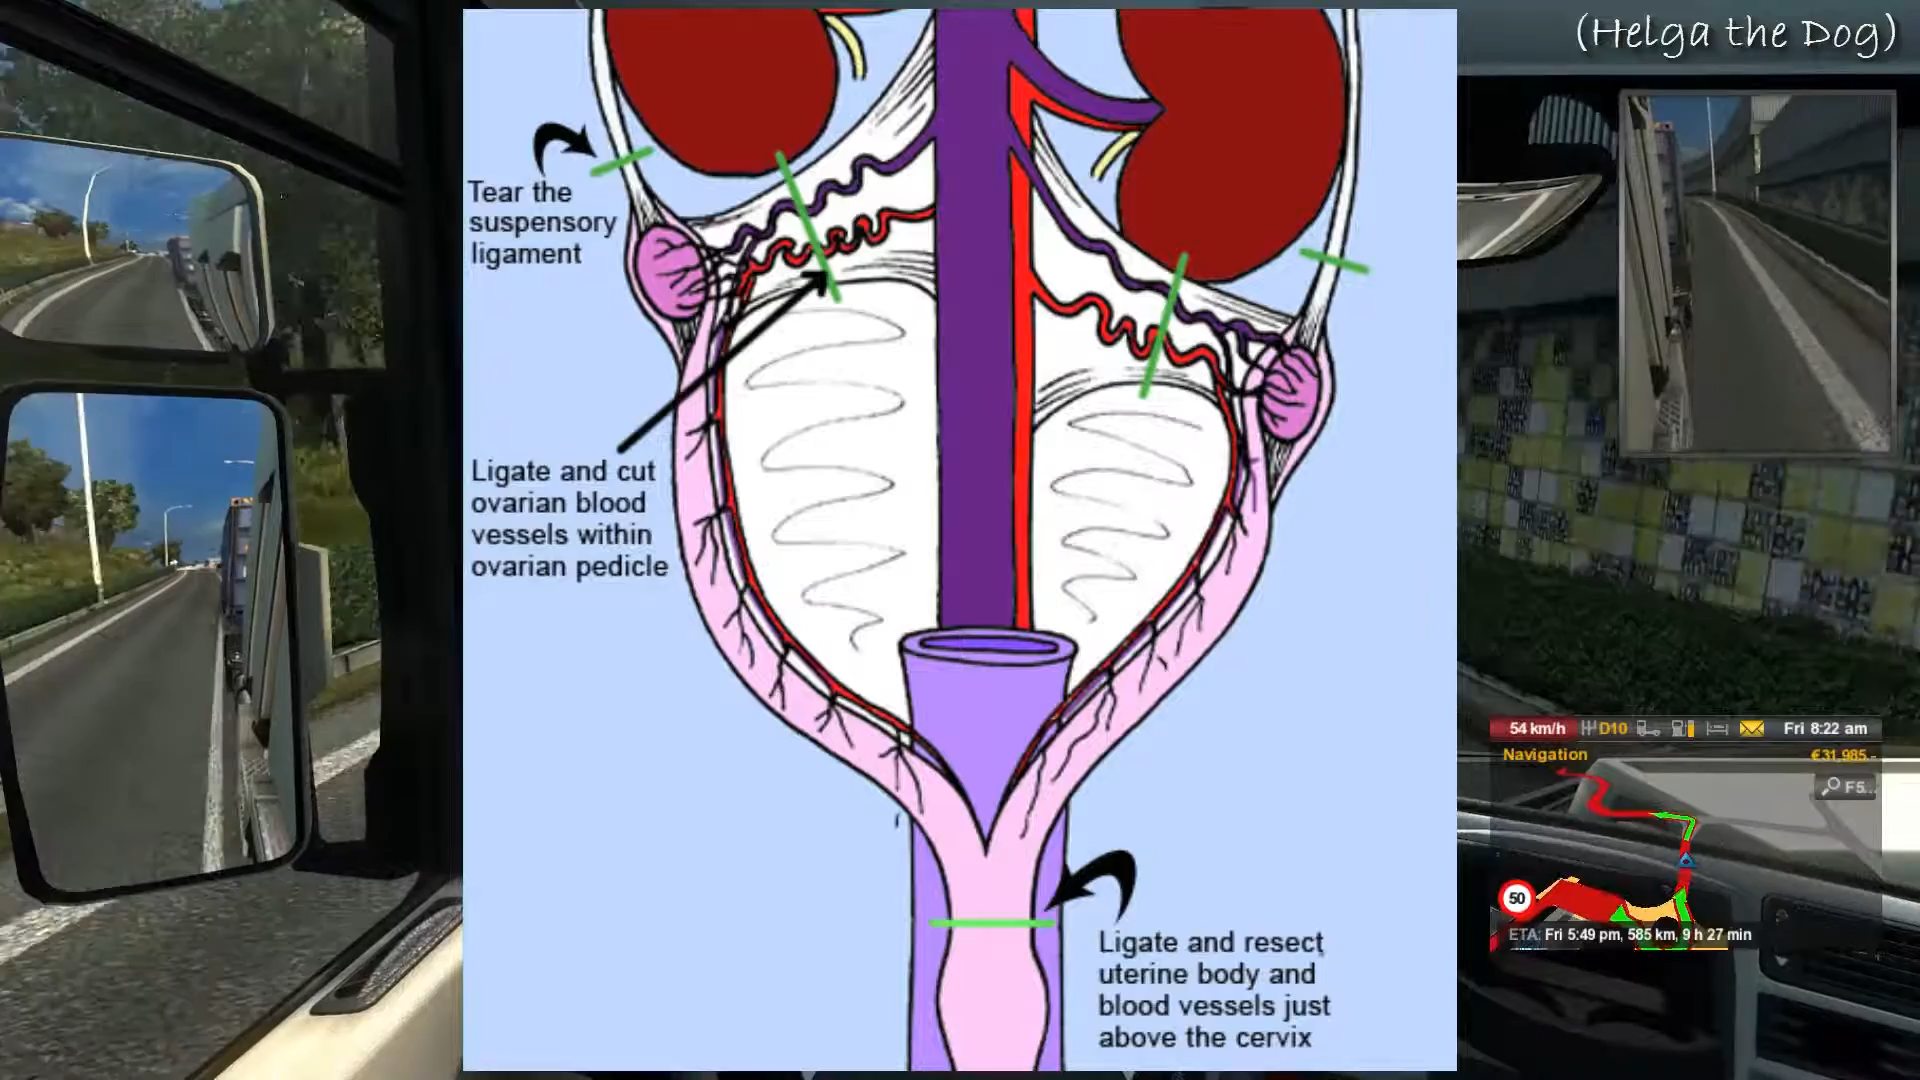 (Helga the Dog)
Tear the
suspensory
ligament
Ligate and cut
ovarian blood
vessels within
ovarian pedicle
Ligate and resect
uterine body and
blood vessels just
above the cervix
54 km/h D10 Fri 8:22 am
Navigation €31,985.-
F5...
50
ETA: Fri 5:49 pm, 585 km, 9 h 27 min